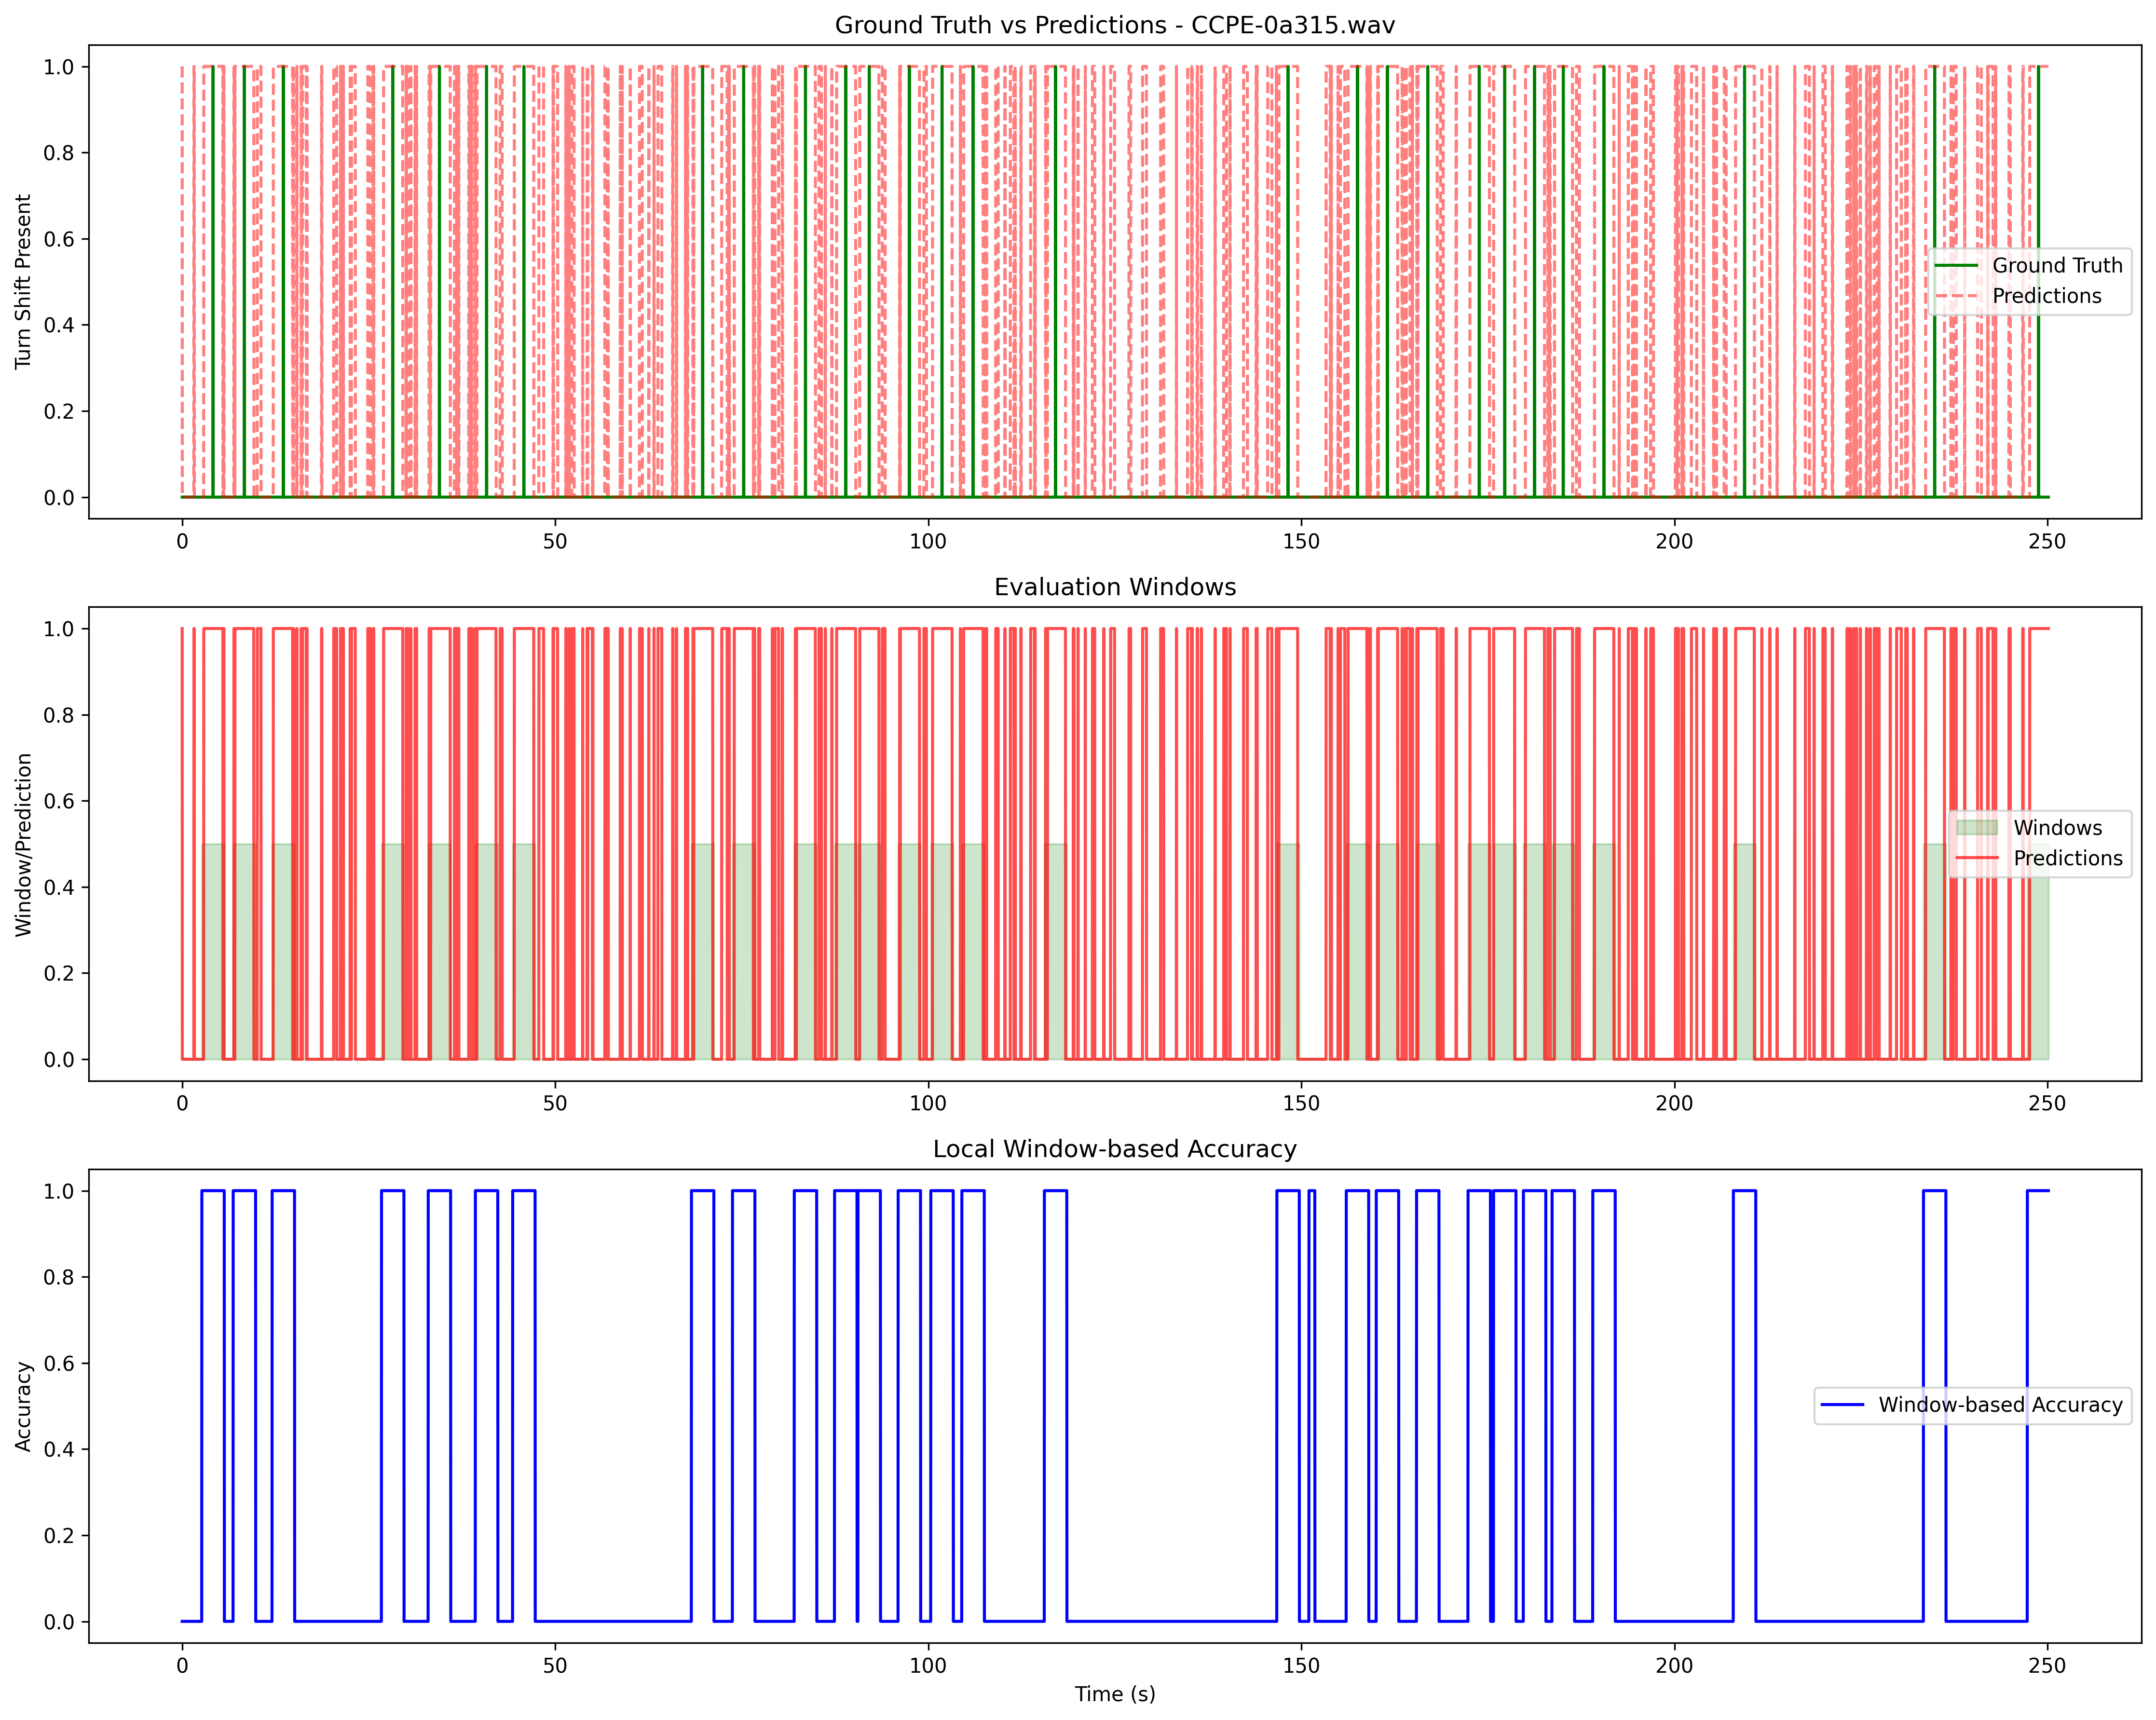 Ground Truth vs Predictions - CCPE-0a315.wav
Turn Shift Present
1.0
0.8
0.6
0.4
0.2
0.0
Ground Truth
Predictions
0 50 100 150 200 250
Evaluation Windows
Window/Prediction
1.0
0.8
0.6
0.4
0.2
0.0
Windows
Predictions
0 50 100 150 200 250
Local Window-based Accuracy
Accuracy
1.0
0.8
0.6
0.4
0.2
0.0
Window-based Accuracy
0 50 100 150 200 250
Time (s)